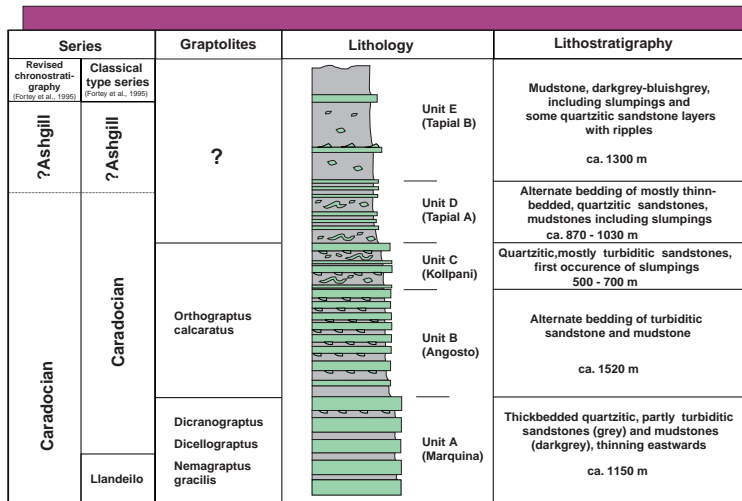 Series
Graptolites
Lithology
Lithostratigraphy
Revised
chronostrati-
graphy
(Fortey et al., 1995)
Classical
type series
(Fortey et al., 1995)
?Ashgill
?Ashgill
Caradocian
Caradocian
Llandeilo
?
Orthograptus
calcaratus
Dicranograptus
Dicellograptus
Nemagraptus
gracilis
Unit E
(Tapial B)
Unit D
(Tapial A)
Unit C
(Kollpani)
Unit B
(Angosto)
Unit A
(Marquina)
Mudstone, darkgrey-bluishgrey,
including slumpings and
some quartzitic sandstone layers
with ripples
ca. 1300 m
Alternate bedding of mostly thinn-
bedded, quartzitic sandstones,
mudstones including slumpings
ca. 870 - 1030 m
Quartzitic,mostly turbiditic sandstones,
first occurence of slumpings
500 - 700 m
Alternate bedding of turbiditic
sandstone and mudstone
ca. 1520 m
Thickbedded quartzitic, partly turbiditic
sandstones (grey) and mudstones
(darkgrey), thinning eastwards
ca. 1150 m